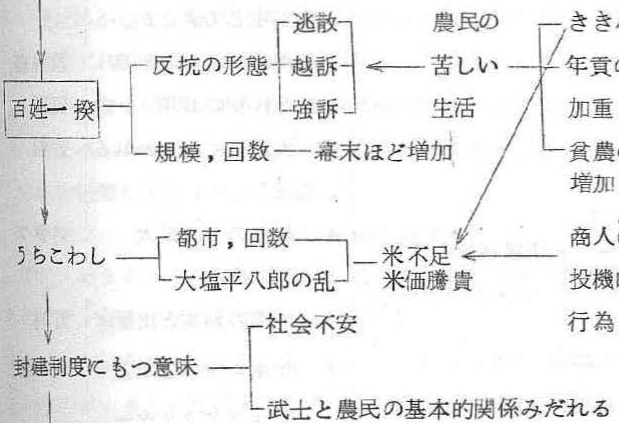 逃散
農民の
きき
反抗の形態
越訴
苦しい
年貢の
百姓一揆
強訴
生活
加重
規模，回数
幕末ほど増加
貧農の
増加
都市，回数
商人の
うちこわし
米不足
投機的
大塩平八郎の乱
米価騰貴
行為
社会不安
封建制度にもつ意味
武士と農民の基本的関係みだれる